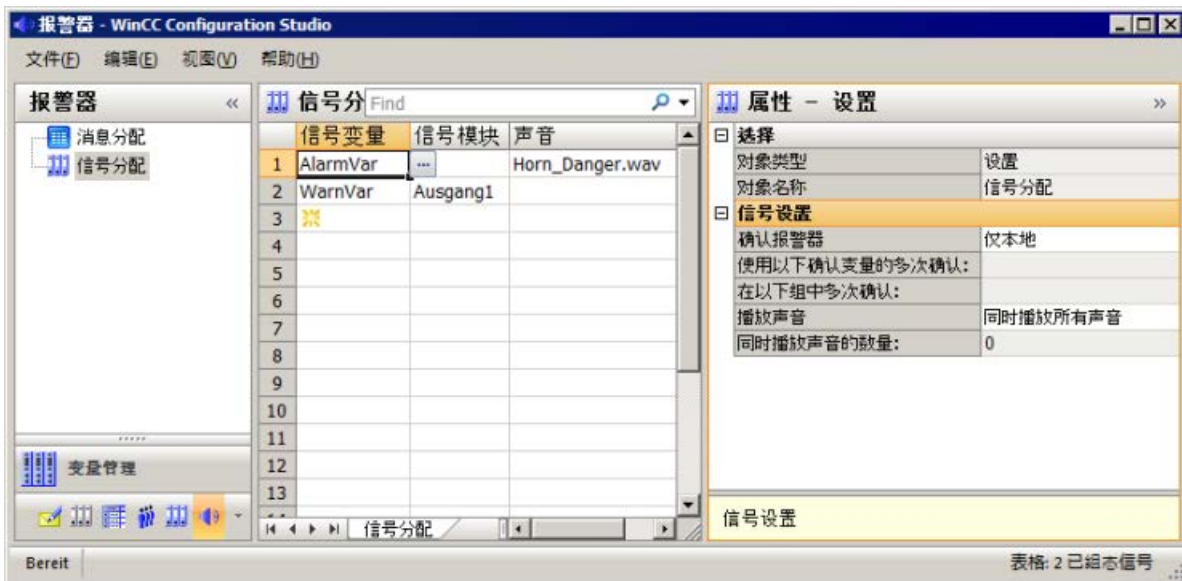 报警器 - WinCC Configuration Studio
文件(F) 编辑(E) 视图(V) 帮助(H)
报警器 «
消息分配
信号分配
变量管理
信号分 Find
信号变量 信号模块 声音
1 AlarmVar ... Horn_Danger.wav
2 WarnVar Ausgang1
3
4
5
6
7
8
9
10
11
12
13
信号分配
属性 - 设置 »
选择
对象类型 设置
对象名称 信号分配
信号设置
确认报警器 仅本地
使用以下确认变量的多次确认:
在以下组中多次确认:
播放声音 同时播放所有声音
同时播放声音的数量: 0
信号设置
Bereit 表格: 2 已组态信号